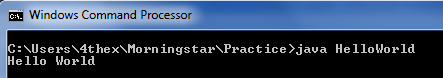 C:\. Windows Command Processor
C:\Users\4thex\Morningstar\Practice>java HelloWorld
Hello World